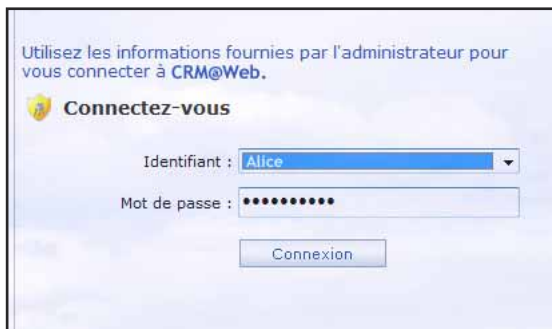 Utilisez les informations fournies par l'administrateur pour
vous connecter à CRM@Web.
Connectez-vous
Identifiant : Alice
Mot de passe : ••••••••••
Connexion